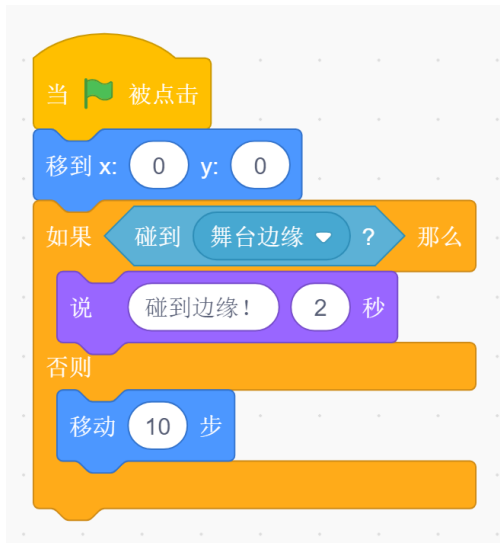 当 被点击
移到 x: 0 y: 0
如果 碰到 舞台边缘 ? 那么
说 碰到边缘! 2 秒
否则
移动 10 步